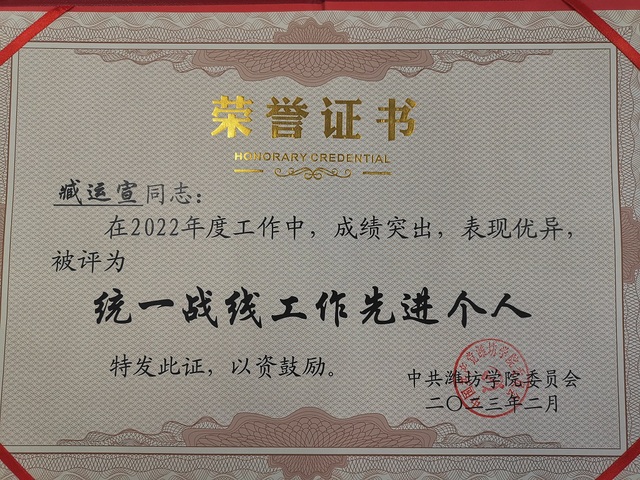 荣誉证书
HONORARY CREDENTIAL
臧运宣同志：
在2022年度工作中，成绩突出，表现优异，
被评为
统一战线工作先进个人
特发此证，以资鼓励。
中共潍坊学院委员会
二〇二三年二月